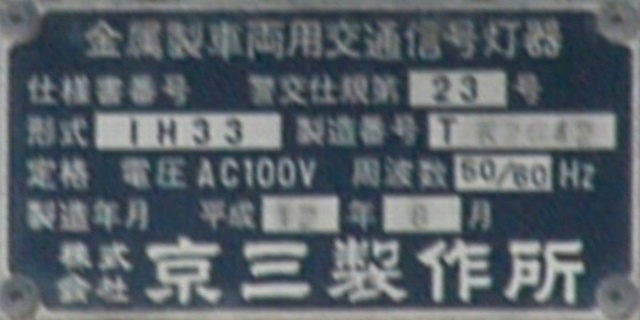 金属製車両用交通信号灯器
仕様書番号 警交仕規第 23 号
形式 1H33 製造番号 T
定格 電圧 AC100V 周波数 50/60 Hz
製造年月 平成 12 年 6 月
株式会社 京三製作所